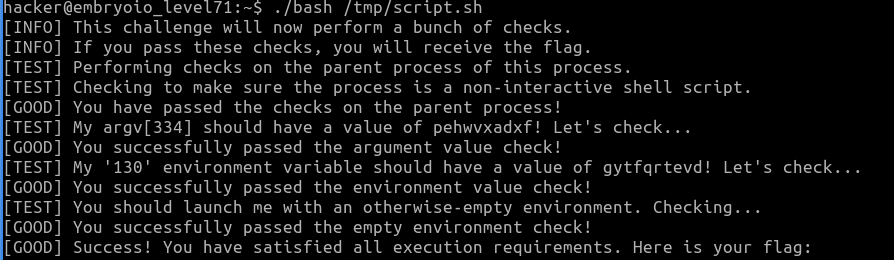 hacker@embryoio_level71:~$ ./bash /tmp/script.sh
[INFO] This challenge will now perform a bunch of checks.
[INFO] If you pass these checks, you will receive the flag.
[TEST] Performing checks on the parent process of this process.
[TEST] Checking to make sure the process is a non-interactive shell script.
[GOOD] You have passed the checks on the parent process!
[TEST] My argv[334] should have a value of pehwvxadxf! Let's check...
[GOOD] You successfully passed the argument value check!
[TEST] My '130' environment variable should have a value of gytfqrtevd! Let's check...
[GOOD] You successfully passed the environment value check!
[TEST] You should launch me with an otherwise-empty environment. Checking...
[GOOD] You successfully passed the empty environment check!
[GOOD] Success! You have satisfied all execution requirements. Here is your flag: